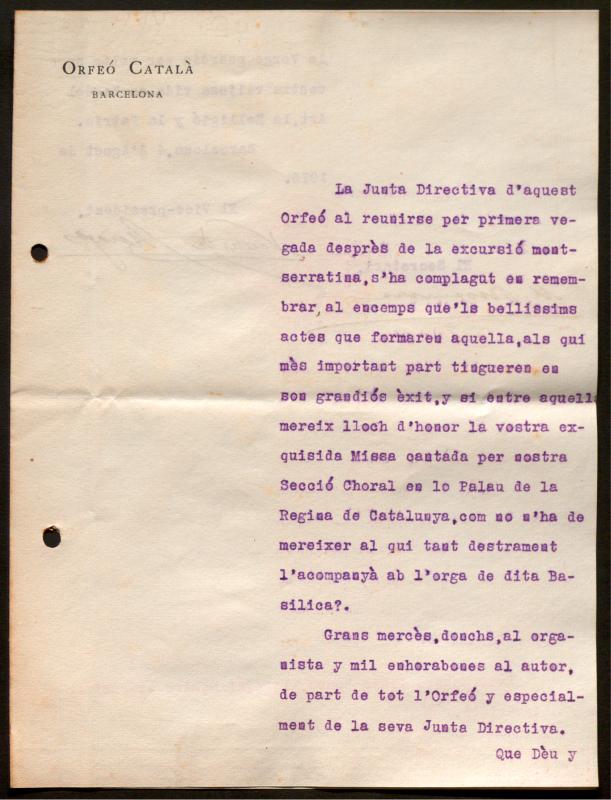 ORFEÓ CATALÀ
BARCELONA
La Junta Directiva d'aquest
Orfeó al reunirse per primera ve-
gada desprès de la excursió mont-
serratina,s'ha complagut en remem-
brar,al encemps que'ls bellissims
actes que formaren aquella,als qui
mès important part tingueren en
son grandiós èxit,y si entre aquells
mereix lloch d'honor la vostra ex-
quisida Missa cantada per nostra
Secció Choral en lo Palau de la
Regina de Catalunya,com no n'ha de
mereixer al qui tant destrament
l'acompanyà ab l'orga de dita Ba-
silica?.
Grans mercès,donchs,al orga-
nista y mil enhorabones al autor,
de part de tot l'Orfeó y especial-
ment de la seva Junta Directiva.
Que Dèu y